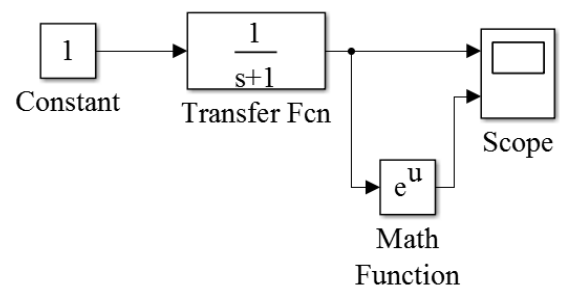 1
Constant
1
s+1
Transfer Fcn
Scope
e^u
Math
Function